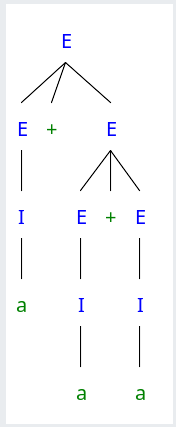 E
E + E
I E + E
a I I
a a